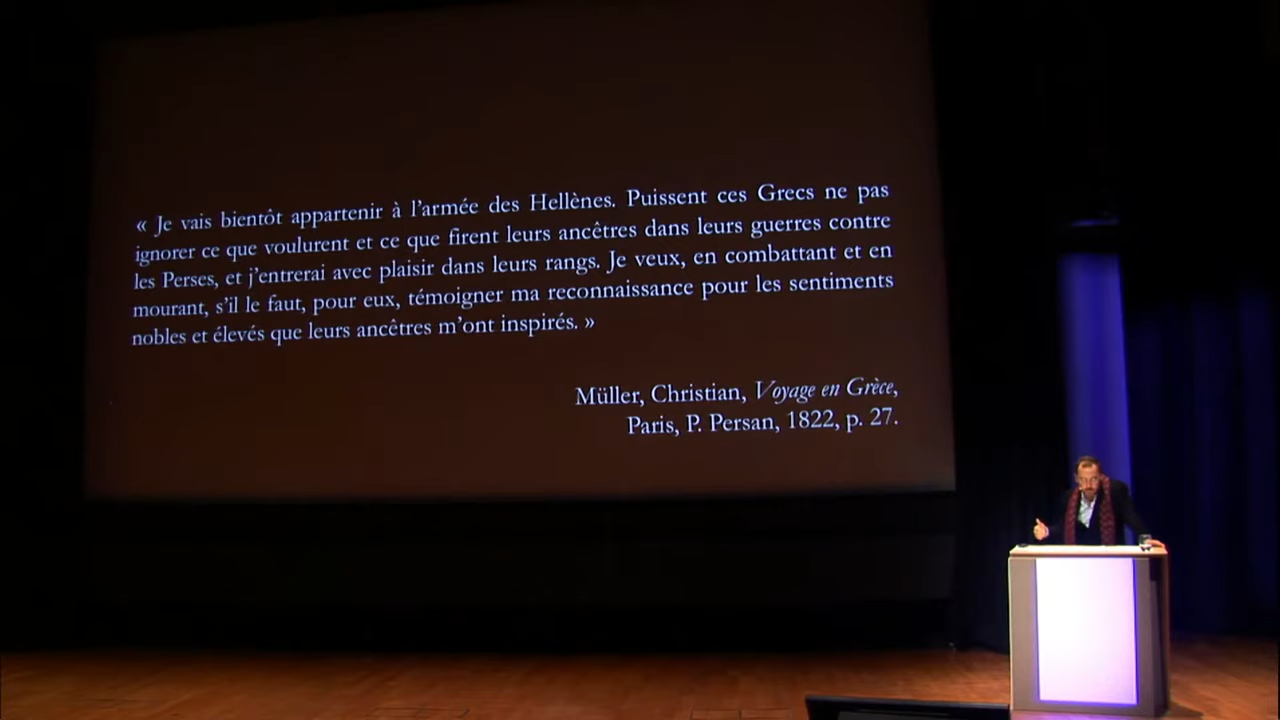 « Je vais bientôt appartenir à l’armée des Hellènes. Puissent ces Grecs ne pas
ignorer ce que voulurent et ce que firent leurs ancêtres dans leurs guerres contre
les Perses, et j’entrerai avec plaisir dans leurs rangs. Je veux, en combattant et en
mourant, s’il le faut, pour eux, témoigner ma reconnaissance pour les sentiments
nobles et élevés que leurs ancêtres m’ont inspirés. »
Müller, Christian, Voyage en Grèce,
Paris, P. Persan, 1822, p. 27.